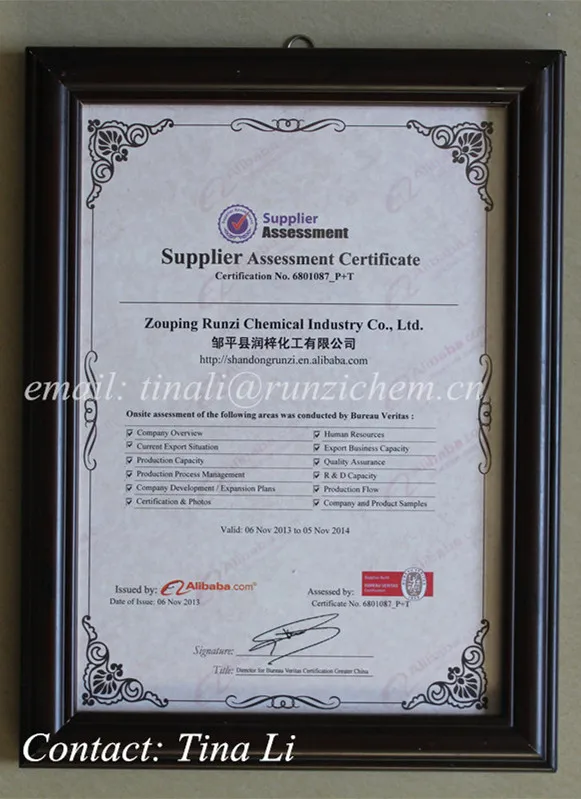 Supplier
Assessment
Supplier Assessment Certificate
Certification No. 6801087_P+T
Zouping Runzi Chemical Industry Co., Ltd.
邹平县润梓化工有限公司
http://shandongrunzi.en.alibaba.com
email: tinali@runzichem.cn
Onsite assessment of the following areas was conducted by Bureau Veritas :
Company Overview
Current Export Situation
Production Capacity
Production Process Management
Company Development / Expansion Plans
Certification & Photos
Human Resources
Export Business Capacity
Quality Assurance
R & D Capacity
Production Flow
Company and Product Samples
Valid: 06 Nov 2013 to 05 Nov 2014
Issued by: Alibaba.com
Date of Issue: 06 Nov 2013
Assessed by:
BUREAU VERITAS
Certification
Certificate No. 6801087_P+T
Signature:
Title: Director for Bureau Veritas Certification Greater China
Contact: Tina Li